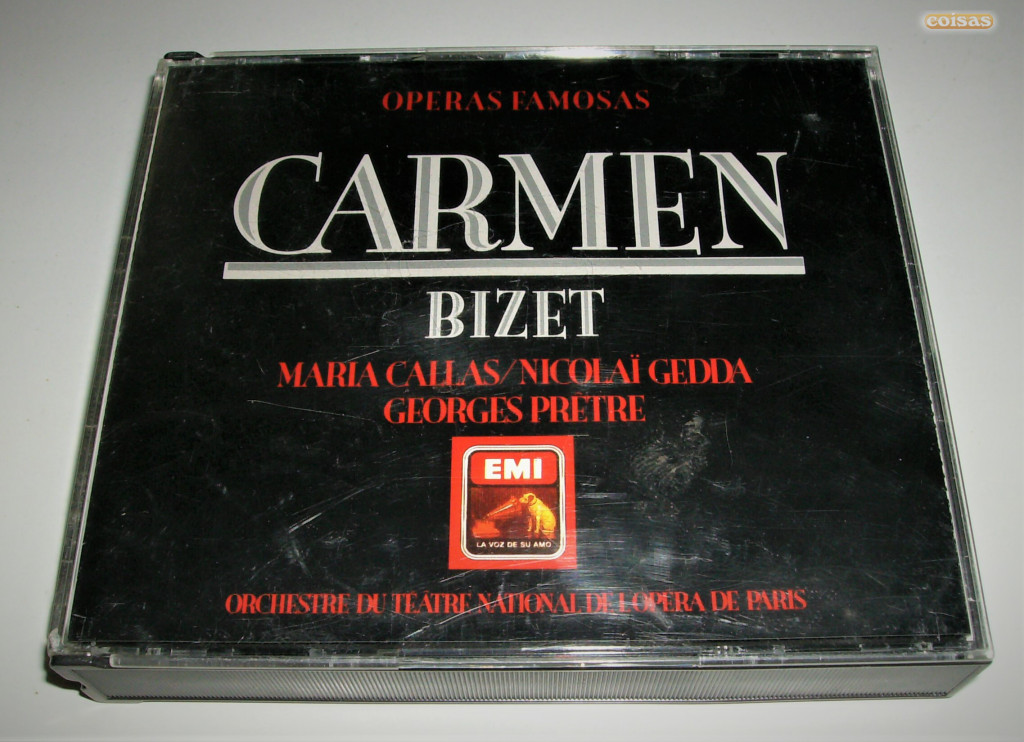 coisas
OPERAS FAMOSAS
CARMEN
BIZET
MARIA CALLAS/NICOLAÏ GEDDA
GEORGES PRETRE
EMI
LA VOZ DE SU AMO
ORCHESTRE DU TEÂTRE NATIONAL DE L'OPERA DE PARIS